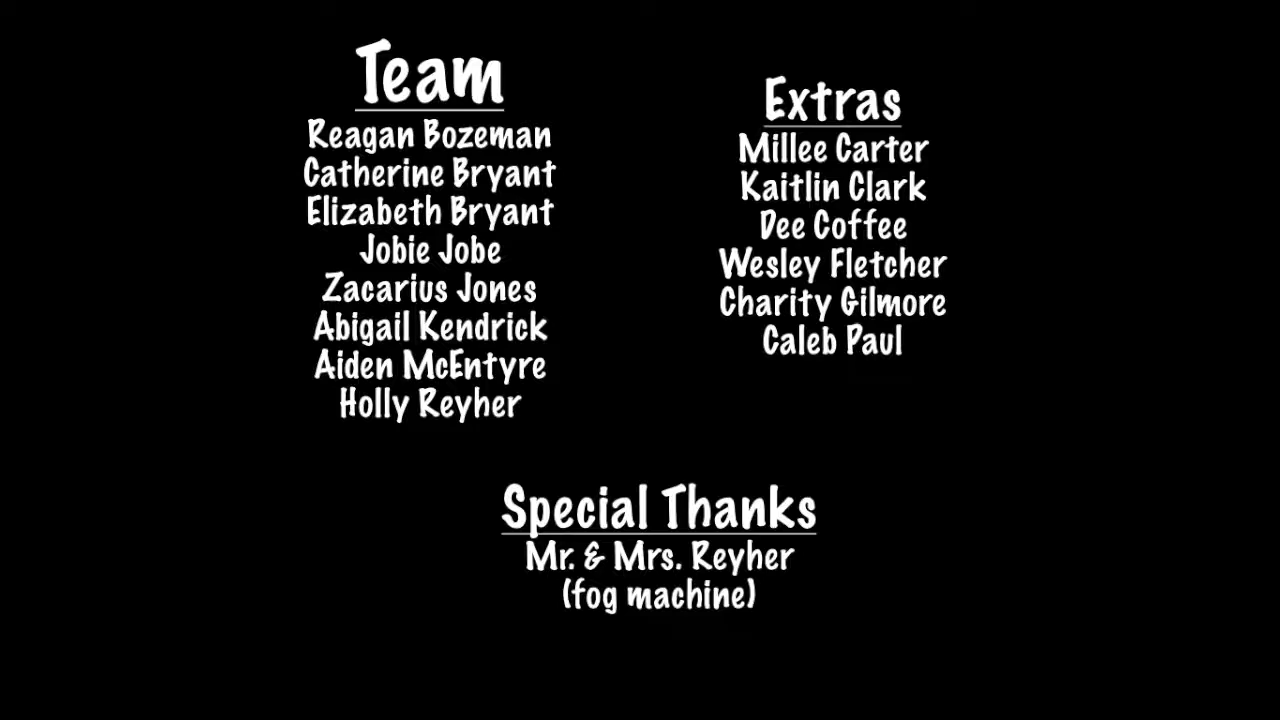 Team
Reagan Bozeman
Catherine Bryant
Elizabeth Bryant
Jobie Jobe
Zacarius Jones
Abigail Kendrick
Aiden McEntyre
Holly Reyher
Extras
Millee Carter
Kaitlin Clark
Dee Coffee
Wesley Fletcher
Charity Gilmore
Caleb Paul
Special Thanks
Mr. & Mrs. Reyher
(fog machine)